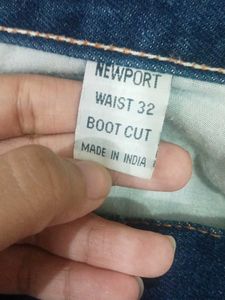 NEWPORT
WAIST 32
BOOT CUT
MADE IN INDIA